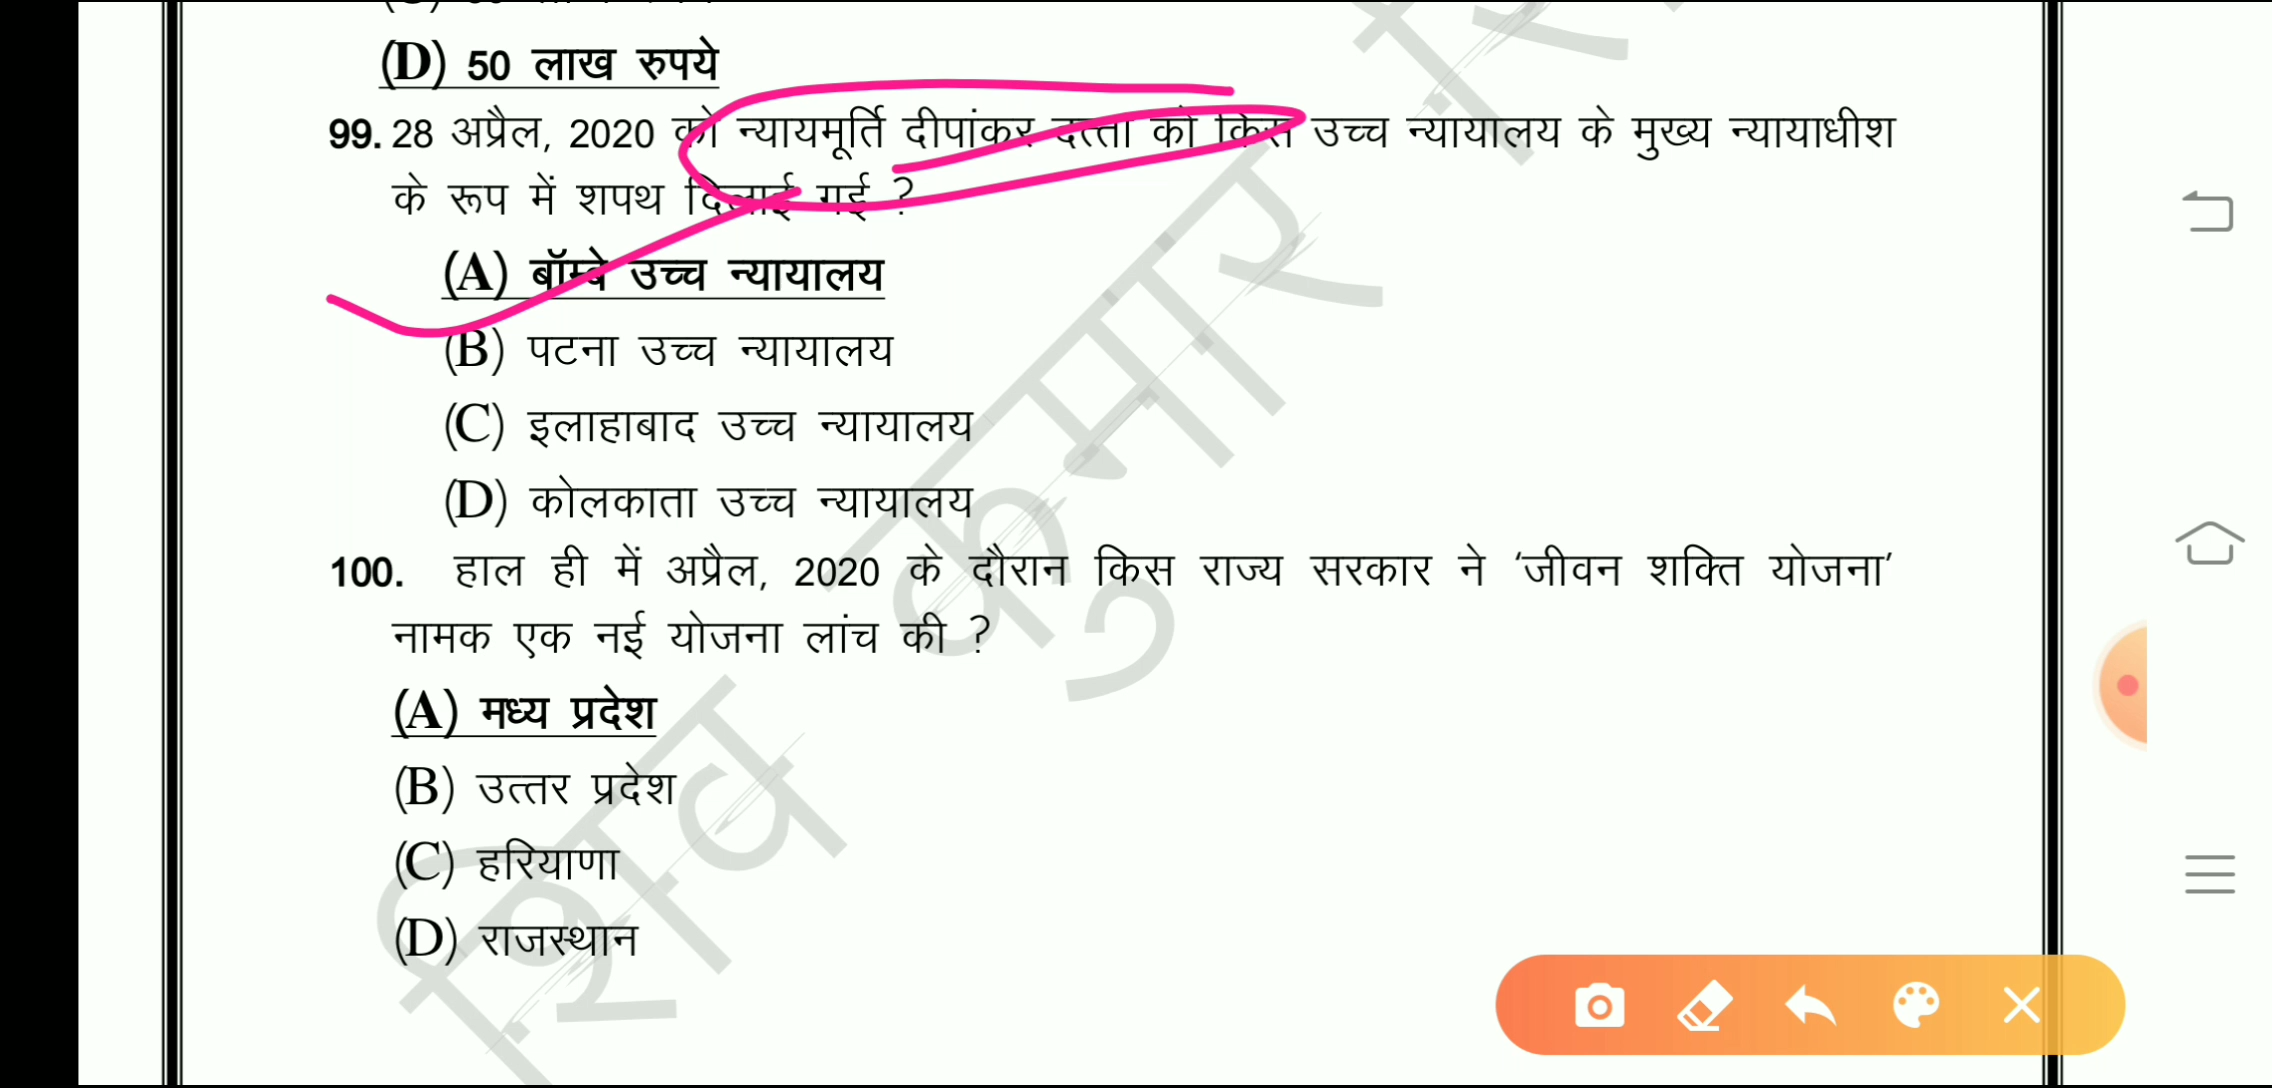 (D) 50 लाख रुपये
99. 28 अप्रैल, 2020 को न्यायमूर्ति दीपांकर दत्ता को किस उच्च न्यायालय के मुख्य न्यायाधीश
के रूप में शपथ दिलाई गई ?
(A) बॉम्बे उच्च न्यायालय
(B) पटना उच्च न्यायालय
(C) इलाहाबाद उच्च न्यायालय
(D) कोलकाता उच्च न्यायालय
100. हाल ही में अप्रैल, 2020 के दौरान किस राज्य सरकार ने ‘जीवन शक्ति योजना’
नामक एक नई योजना लांच की ?
(A) मध्य प्रदेश
(B) उत्तर प्रदेश
(C) हरियाणा
(D) राजस्थान
शिव कुमार